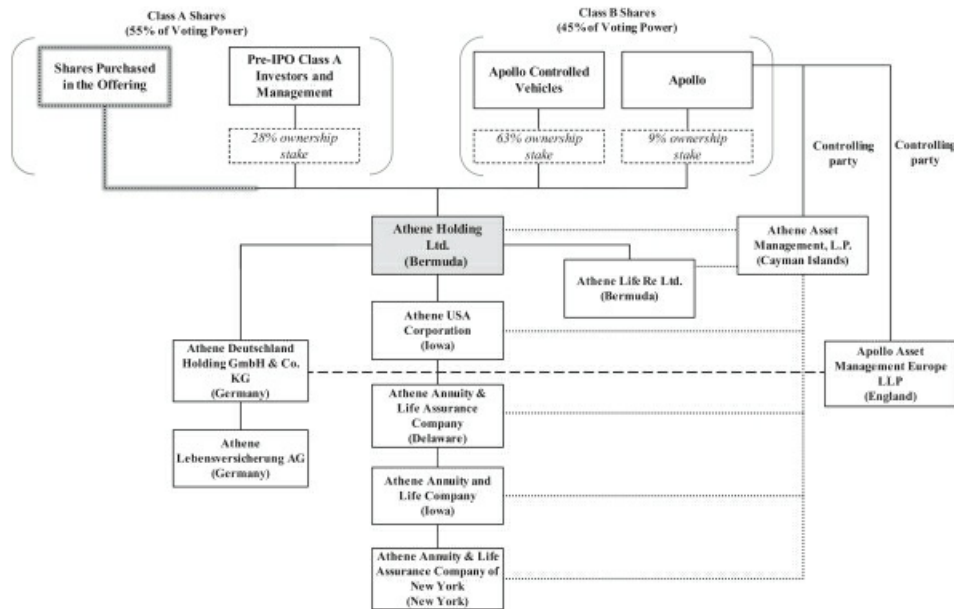 Class A Shares
(55% of Voting Power)
Class B Shares
(45% of Voting Power)
Shares Purchased
in the Offering
Pre-IPO Class A
Investors and
Management
Apollo Controlled
Vehicles
Apollo
28% ownership
stake
63% ownership
stake
9% ownership
stake
Controlling
party
Controlling
party
Athene Holding
Ltd.
(Bermuda)
Athene Asset
Management, L.P.
(Cayman Islands)
Athene Life Re Ltd.
(Bermuda)
Athene USA
Corporation
(Iowa)
Athene Deutschland
Holding GmbH & Co.
KG
(Germany)
Apollo Asset
Management Europe
LLP
(England)
Athene Annuity &
Life Assurance
Company
(Delaware)
Athene
Lebensversicherung AG
(Germany)
Athene Annuity and
Life Company
(Iowa)
Athene Annuity & Life
Assurance Company of
New York
(New York)